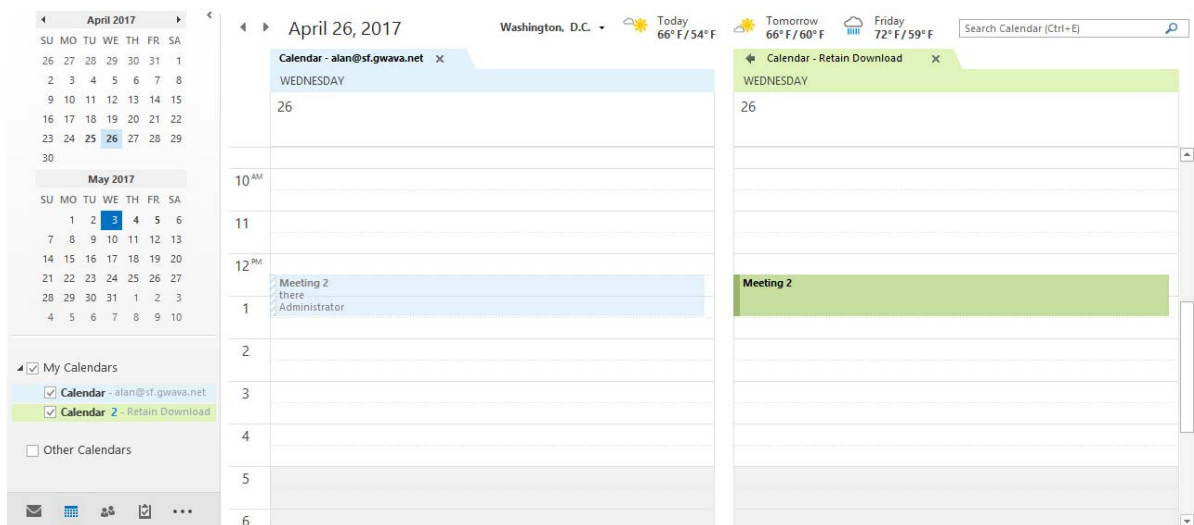 April 2017
SU MO TU WE TH FR SA
26 27 28 29 30 31 1
2 3 4 5 6 7 8
9 10 11 12 13 14 15
16 17 18 19 20 21 22
23 24 25 26 27 28 29
30
May 2017
SU MO TU WE TH FR SA
1 2 3 4 5 6
7 8 9 10 11 12 13
14 15 16 17 18 19 20
21 22 23 24 25 26 27
28 29 30 31 1 2 3
4 5 6 7 8 9 10
My Calendars
Calendar - alan@sf.gwava.net
Calendar 2 - Retain Download
Other Calendars
April 26, 2017
Washington, D.C.
Today
66° F / 54° F
Tomorrow
66° F / 60° F
Friday
72° F / 59° F
Search Calendar (Ctrl+E)
Calendar - alan@sf.gwava.net
WEDNESDAY
26
Calendar - Retain Download
WEDNESDAY
26
10 AM
11
12 PM
1
2
3
4
5
6
Meeting 2
there
Administrator
Meeting 2